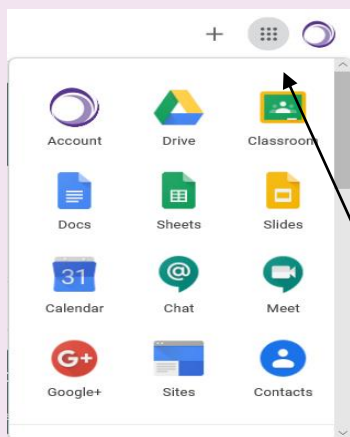 +
Account Drive Classroom
Docs Sheets Slides
31
Calendar Chat Meet
G+
Google+ Sites Contacts